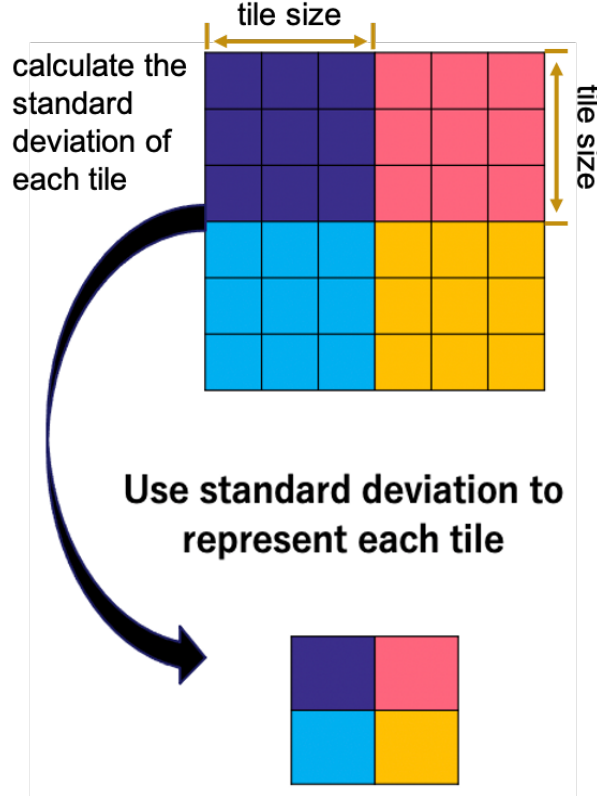 tile size
calculate the
standard
deviation of
each tile
tile size
Use standard deviation to
represent each tile